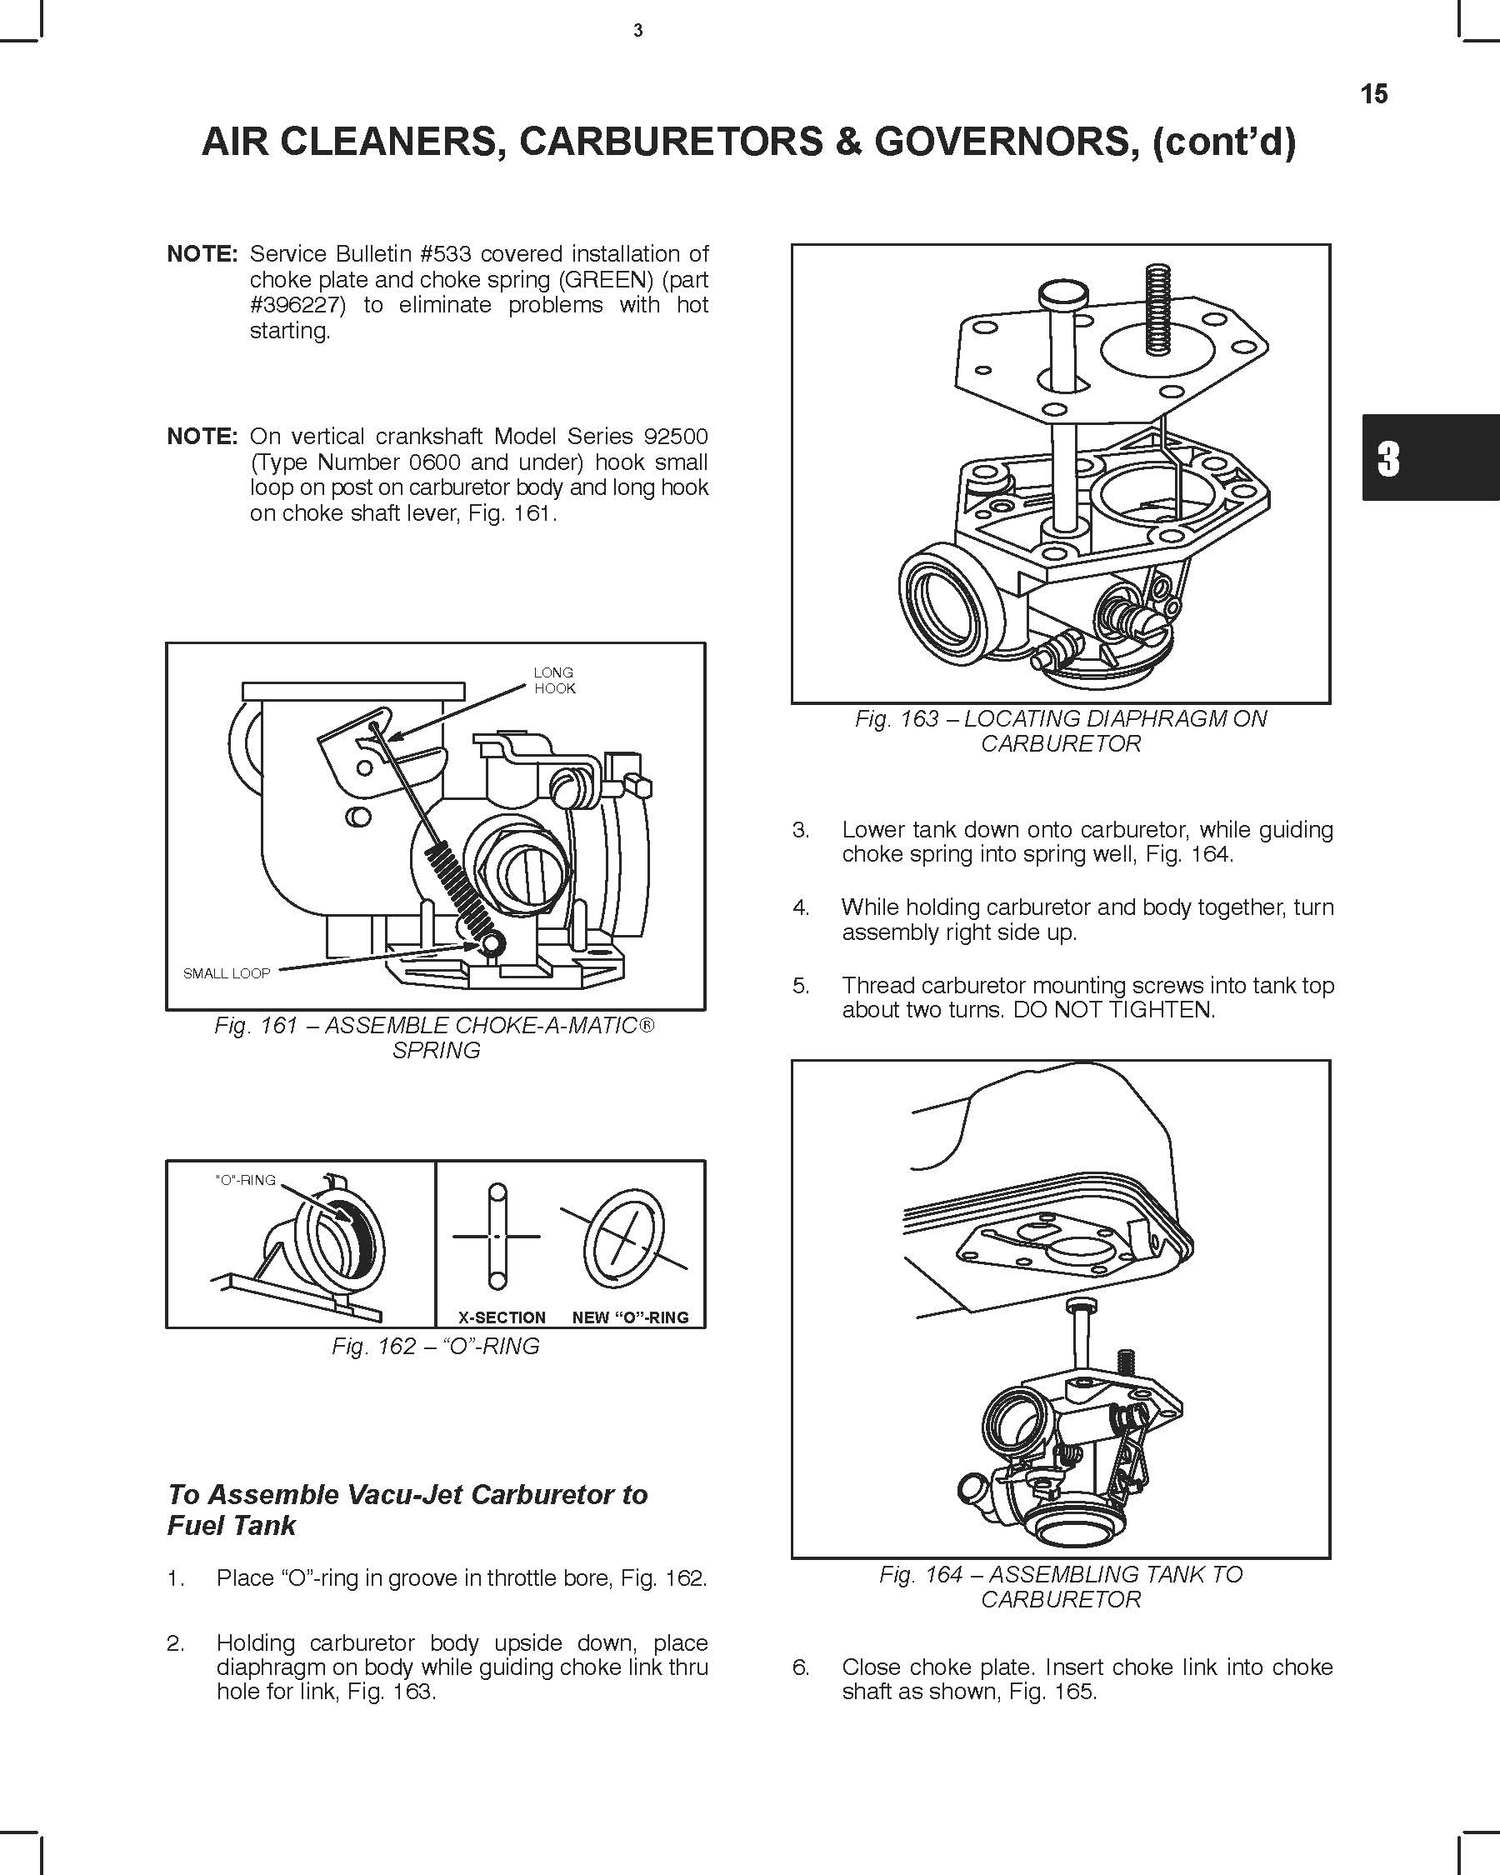 3
15
AIR CLEANERS, CARBURETORS & GOVERNORS, (cont’d)
NOTE: Service Bulletin #533 covered installation of
choke plate and choke spring (GREEN) (part
#396227) to eliminate problems with hot
starting.
NOTE: On vertical crankshaft Model Series 92500
(Type Number 0600 and under) hook small
loop on post on carburetor body and long hook
on choke shaft lever, Fig. 161.
LONG
HOOK
SMALL LOOP
Fig. 161 – ASSEMBLE CHOKE-A-MATIC®
SPRING
"O"-RING
X-SECTION
NEW “O”-RING
Fig. 162 – “O”-RING
To Assemble Vacu-Jet Carburetor to
Fuel Tank
1. Place “O”-ring in groove in throttle bore, Fig. 162.
2. Holding carburetor body upside down, place
diaphragm on body while guiding choke link thru
hole for link, Fig. 163.
Fig. 163 – LOCATING DIAPHRAGM ON
CARBURETOR
3. Lower tank down onto carburetor, while guiding
choke spring into spring well, Fig. 164.
4. While holding carburetor and body together, turn
assembly right side up.
5. Thread carburetor mounting screws into tank top
about two turns. DO NOT TIGHTEN.
Fig. 164 – ASSEMBLING TANK TO
CARBURETOR
6. Close choke plate. Insert choke link into choke
shaft as shown, Fig. 165.
3